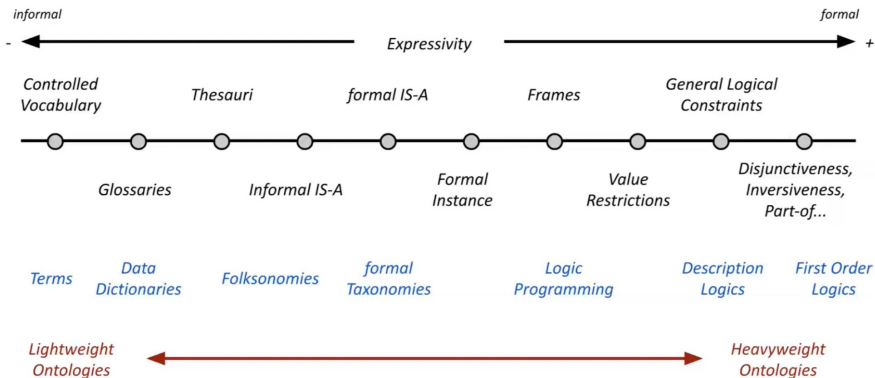 informal
formal
-
Expressivity
+
Controlled
Vocabulary
Thesauri
formal IS-A
Frames
General Logical
Constraints
Glossaries
Informal IS-A
Formal
Instance
Value
Restrictions
Disjunctiveness,
Inversiveness,
Part-of...
Terms
Data
Dictionaries
Folksonomies
formal
Taxonomies
Logic
Programming
Description
Logics
First Order
Logics
Lightweight
Ontologies
Heavyweight
Ontologies